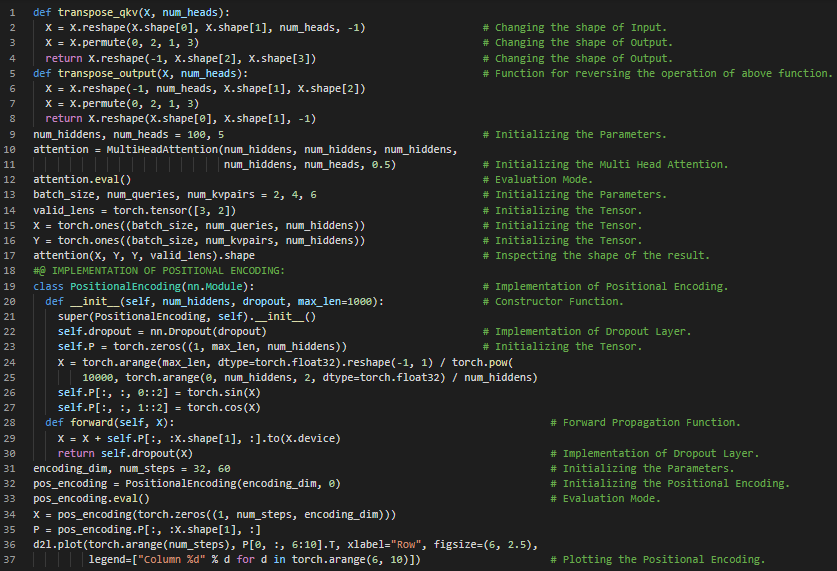 1 def transpose_qkv(X, num_heads):
2   X = X.reshape(X.shape[0], X.shape[1], num_heads, -1)                  # Changing the shape of Input.
3   X = X.permute(0, 2, 1, 3)                                             # Changing the shape of Output.
4   return X.reshape(-1, X.shape[2], X.shape[3])                          # Changing the shape of Output.
5 def transpose_output(X, num_heads):                                     # Function for reversing the operation of above function.
6   X = X.reshape(-1, num_heads, X.shape[1], X.shape[2])
7   X = X.permute(0, 2, 1, 3)
8   return X.reshape(X.shape[0], X.shape[1], -1)
9 num_hiddens, num_heads = 100, 5                                         # Initializing the Parameters.
10 attention = MultiHeadAttention(num_hiddens, num_hiddens, num_hiddens,
11                                num_hiddens, num_heads, 0.5)             # Initializing the Multi Head Attention.
12 attention.eval()                                                       # Evaluation Mode.
13 batch_size, num_queries, num_kvpairs = 2, 4, 6                         # Initializing the Parameters.
14 valid_lens = torch.tensor([3, 2])                                      # Initializing the Tensor.
15 X = torch.ones((batch_size, num_queries, num_hiddens))                 # Initializing the Tensor.
16 Y = torch.ones((batch_size, num_kvpairs, num_hiddens))                 # Initializing the Tensor.
17 attention(X, Y, Y, valid_lens).shape                                   # Inspecting the shape of the result.
18 #@ IMPLEMENTATION OF POSITIONAL ENCODING:
19 class PositionalEncoding(nn.Module):                                   # Implementation of Positional Encoding.
20   def __init__(self, num_hiddens, dropout, max_len=1000):              # Constructor Function.
21     super(PositionalEncoding, self).__init__()
22     self.dropout = nn.Dropout(dropout)                                 # Implementation of Dropout Layer.
23     self.P = torch.zeros((1, max_len, num_hiddens))                    # Initializing the Tensor.
24     X = torch.arange(max_len, dtype=torch.float32).reshape(-1, 1) / torch.pow(
25         10000, torch.arange(0, num_hiddens, 2, dtype=torch.float32) / num_hiddens)
26     self.P[:, :, 0::2] = torch.sin(X)
27     self.P[:, :, 1::2] = torch.cos(X)
28   def forward(self, X):                                                # Forward Propagation Function.
29     X = X + self.P[:, :X.shape[1], :].to(X.device)
30     return self.dropout(X)                                             # Implementation of Dropout Layer.
31 encoding_dim, num_steps = 32, 60                                       # Initializing the Parameters.
32 pos_encoding = PositionalEncoding(encoding_dim, 0)                     # Initializing the Positional Encoding.
33 pos_encoding.eval()                                                    # Evaluation Mode.
34 X = pos_encoding(torch.zeros((1, num_steps, encoding_dim)))
35 P = pos_encoding.P[:, :X.shape[1], :]
36 d2l.plot(torch.arange(num_steps), P[0, :, 6:10].T, xlabel="Row", figsize=(6, 2.5),
37          legend=["Column %d" % d for d in torch.arange(6, 10)])        # Plotting the Positional Encoding.